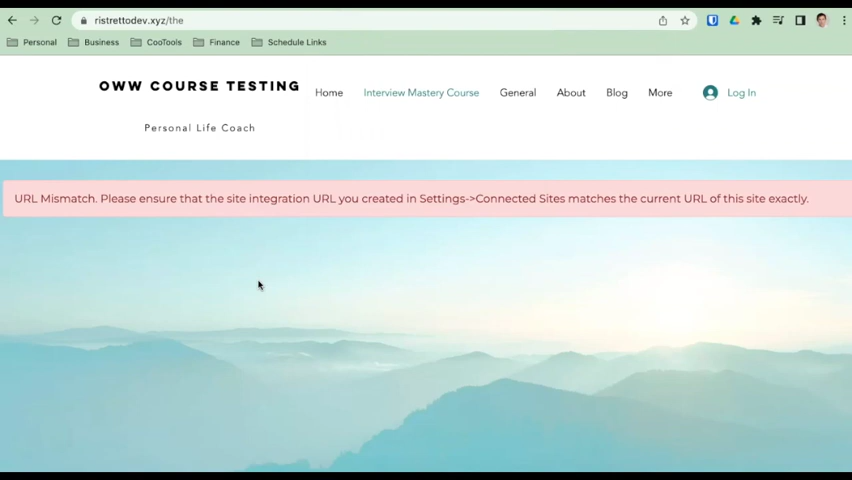 ristrettodev.xyz/the
Personal Business CooTools Finance Schedule Links
OWW COURSE TESTING
Home Interview Mastery Course General About Blog More Log In
Personal Life Coach
URL Mismatch. Please ensure that the site integration URL you created in Settings->Connected Sites matches the current URL of this site exactly.